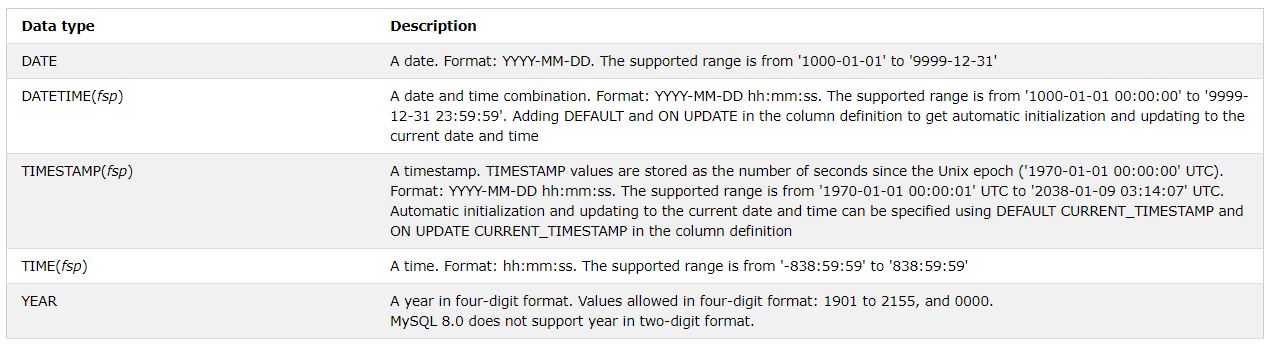 Data type Description
DATE A date. Format: YYYY-MM-DD. The supported range is from '1000-01-01' to '9999-12-31'
DATETIME(fsp) A date and time combination. Format: YYYY-MM-DD hh:mm:ss. The supported range is from '1000-01-01 00:00:00' to '9999-
12-31 23:59:59'. Adding DEFAULT and ON UPDATE in the column definition to get automatic initialization and updating to the
current date and time
TIMESTAMP(fsp) A timestamp. TIMESTAMP values are stored as the number of seconds since the Unix epoch ('1970-01-01 00:00:00' UTC).
Format: YYYY-MM-DD hh:mm:ss. The supported range is from '1970-01-01 00:00:01' UTC to '2038-01-09 03:14:07' UTC.
Automatic initialization and updating to the current date and time can be specified using DEFAULT CURRENT_TIMESTAMP and
ON UPDATE CURRENT_TIMESTAMP in the column definition
TIME(fsp) A time. Format: hh:mm:ss. The supported range is from '-838:59:59' to '838:59:59'
YEAR A year in four-digit format. Values allowed in four-digit format: 1901 to 2155, and 0000.
MySQL 8.0 does not support year in two-digit format.